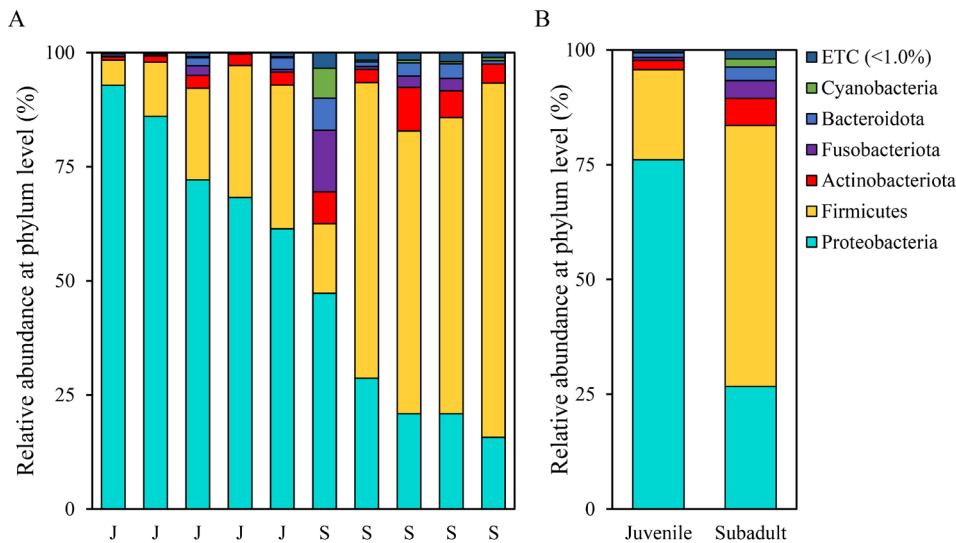 A
Relative abundance at phylum level (%)
100
75
50
25
0
J J J J J S S S S S
B
Relative abundance at phylum level (%)
100
75
50
25
0
Juvenile Subadult
ETC (<1.0%)
Cyanobacteria
Bacteroidota
Fusobacteriota
Actinobacteriota
Firmicutes
Proteobacteria